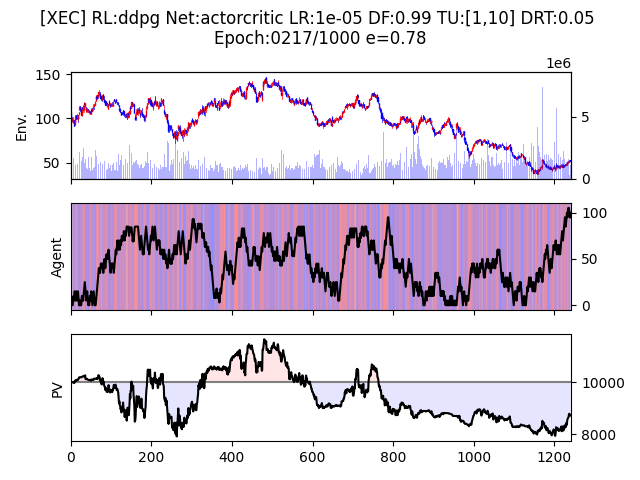 [XEC] RL:ddpg Net:actorcritic LR:1e-05 DF:0.99 TU:[1,10] DRT:0.05
Epoch:0217/1000 e=0.78
1e6
150
100
50
Env.
5
0
Agent
100
50
0
PV
10000
8000
0
200
400
600
800
1000
1200